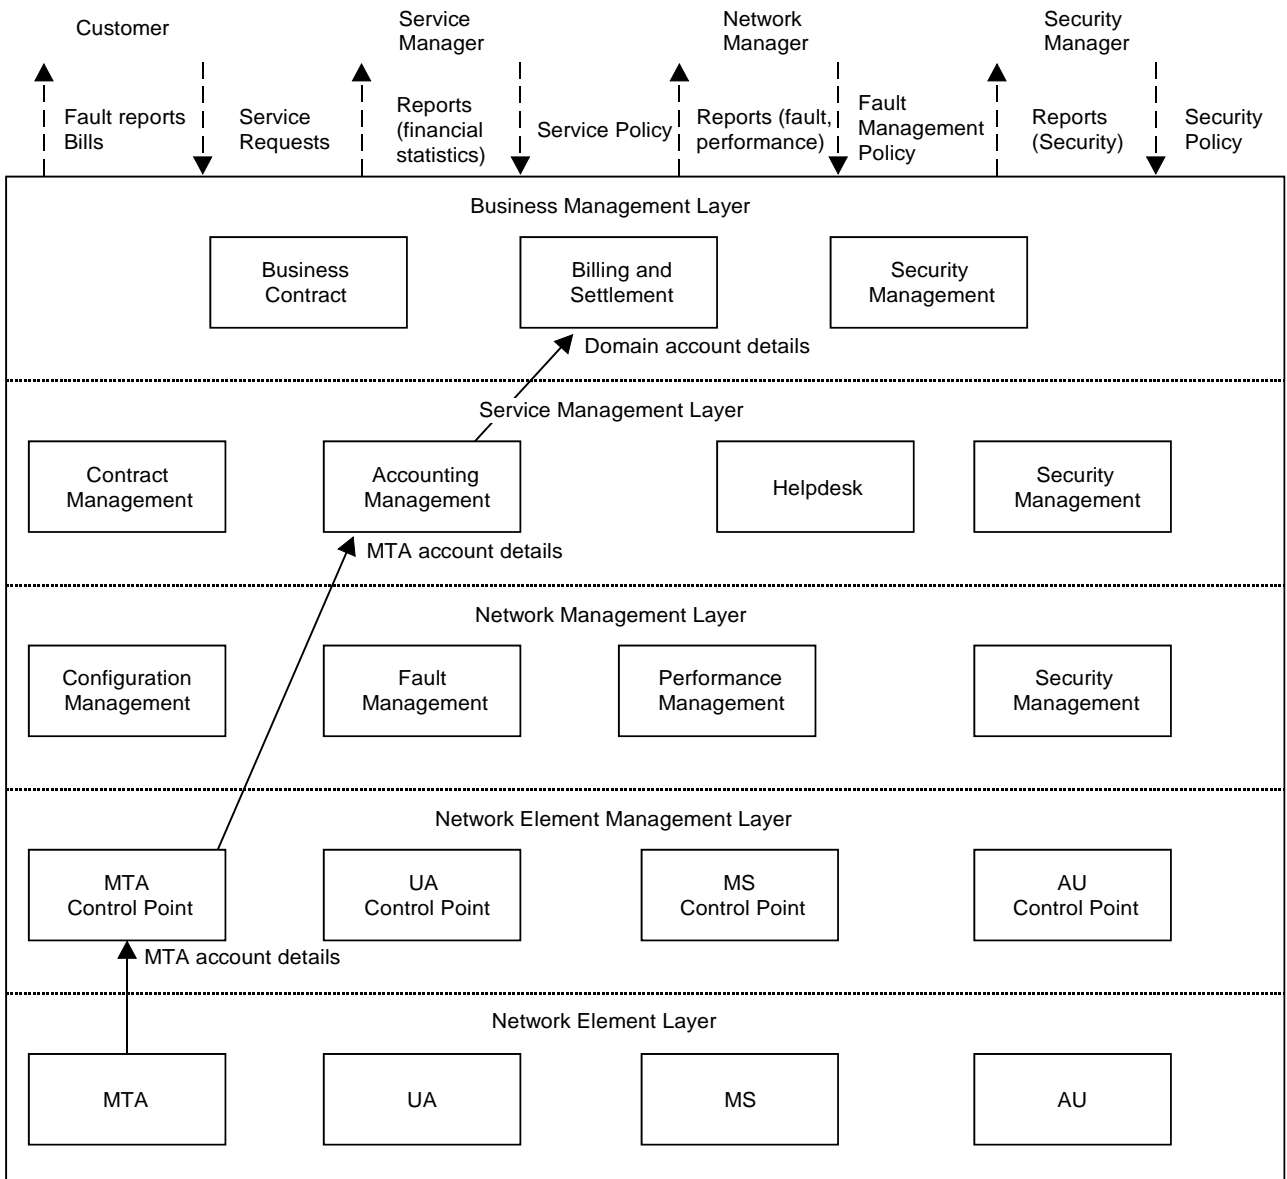 Customer
Service
Manager
Network
Manager
Security
Manager
Fault reports
Bills
Service
Requests
Reports
(financial
statistics)
Service Policy
Reports (fault,
performance)
Fault
Management
Policy
Reports
(Security)
Security
Policy
Business Management Layer
Business
Contract
Billing and
Settlement
Security
Management
Domain account details
Service Management Layer
Contract
Management
Accounting
Management
Helpdesk
Security
Management
MTA account details
Network Management Layer
Configuration
Management
Fault
Management
Performance
Management
Security
Management
Network Element Management Layer
MTA
Control Point
UA
Control Point
MS
Control Point
AU
Control Point
MTA account details
Network Element Layer
MTA
UA
MS
AU